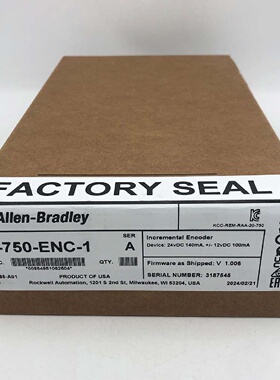 FACTORY SEAL
Allen-Bradley
KCC-REM-RAA-20-750
-750-ENC-1
SER
A
Incremental Encoder
Device: 24VDC 140mA, +/- 12VDC 100mA
QTY.
Firmware as Shipped: V 1.006
PRODUCT OF USA
SERIAL NUMBER: 3187545
Rockwell Automation, 1201 S 2nd St, Milwaukee, WI 53204, USA
2024/02/21